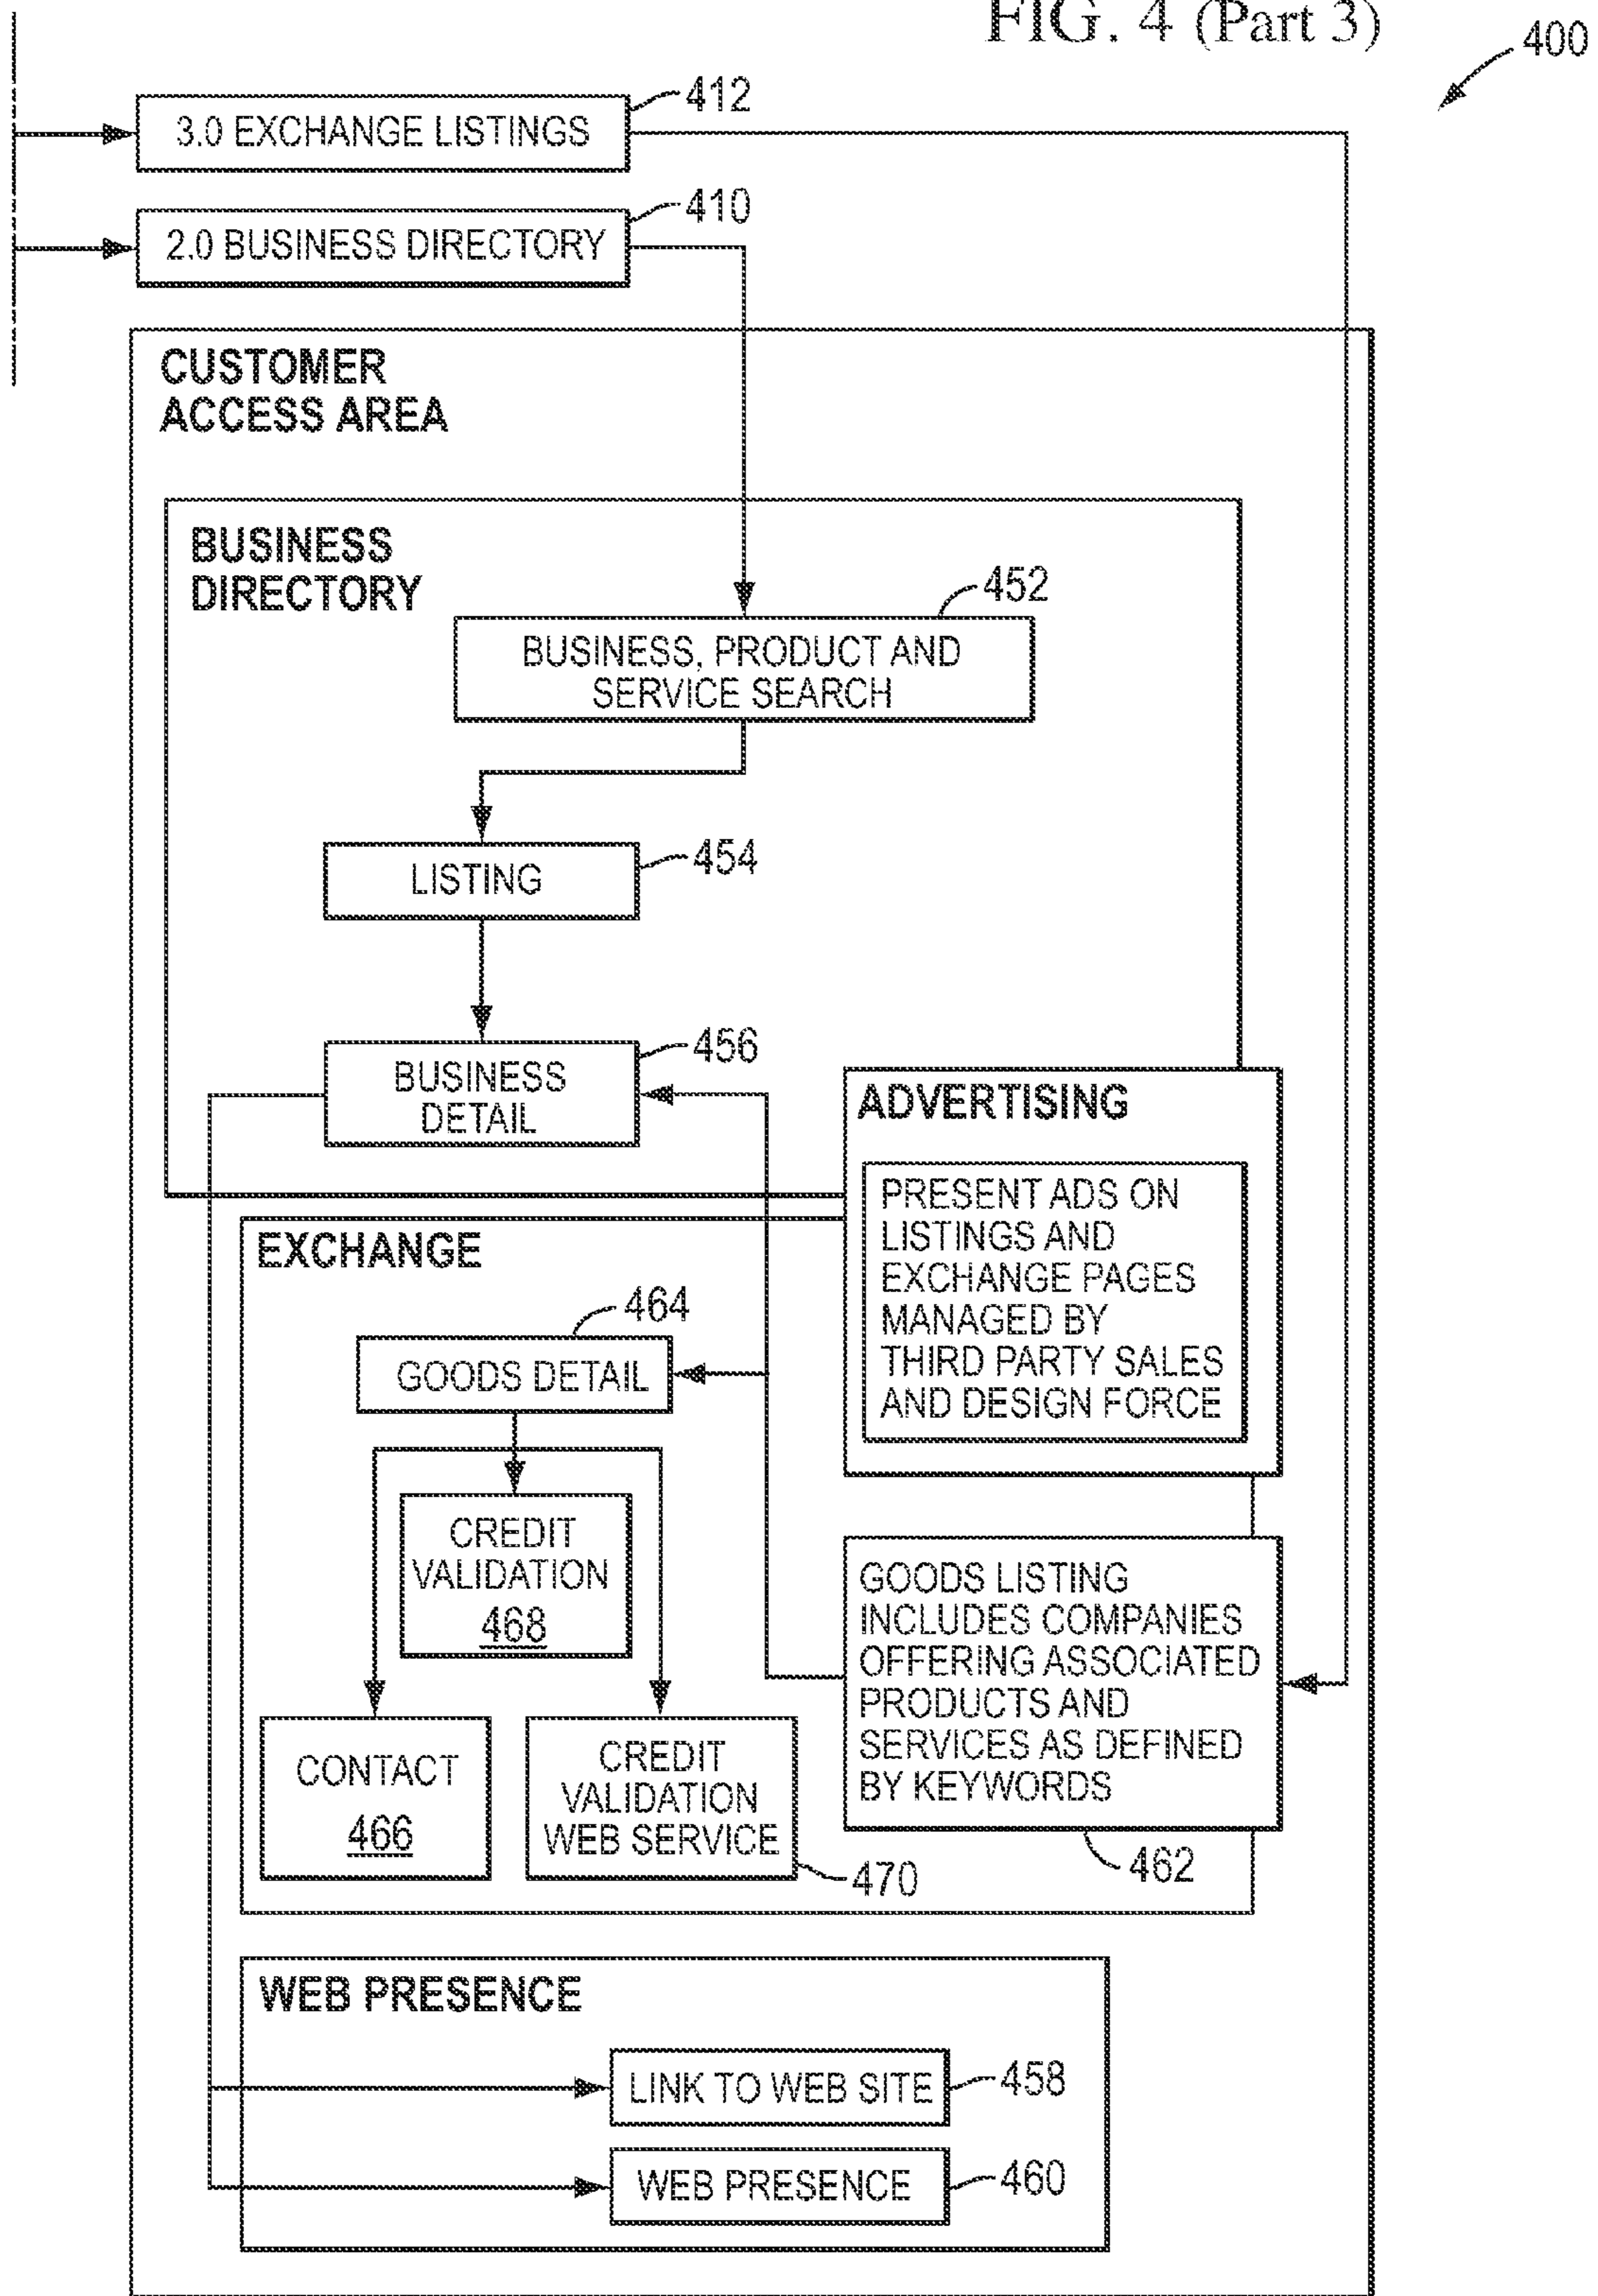 FIG. 4 (Part 3)
400
412
3.0 EXCHANGE LISTINGS
410
2.0 BUSINESS DIRECTORY
CUSTOMER
ACCESS AREA
BUSINESS
DIRECTORY
452
BUSINESS, PRODUCT AND
SERVICE SEARCH
454
LISTING
456
BUSINESS
DETAIL
ADVERTISING
PRESENT ADS ON
LISTINGS AND
EXCHANGE PAGES
MANAGED BY
THIRD PARTY SALES
AND DESIGN FORCE
EXCHANGE
464
GOODS DETAIL
CREDIT
VALIDATION
468
GOODS LISTING
INCLUDES COMPANIES
OFFERING ASSOCIATED
PRODUCTS AND
SERVICES AS DEFINED
BY KEYWORDS
462
CONTACT
466
CREDIT
VALIDATION
WEB SERVICE
470
WEB PRESENCE
LINK TO WEB SITE
458
WEB PRESENCE
460